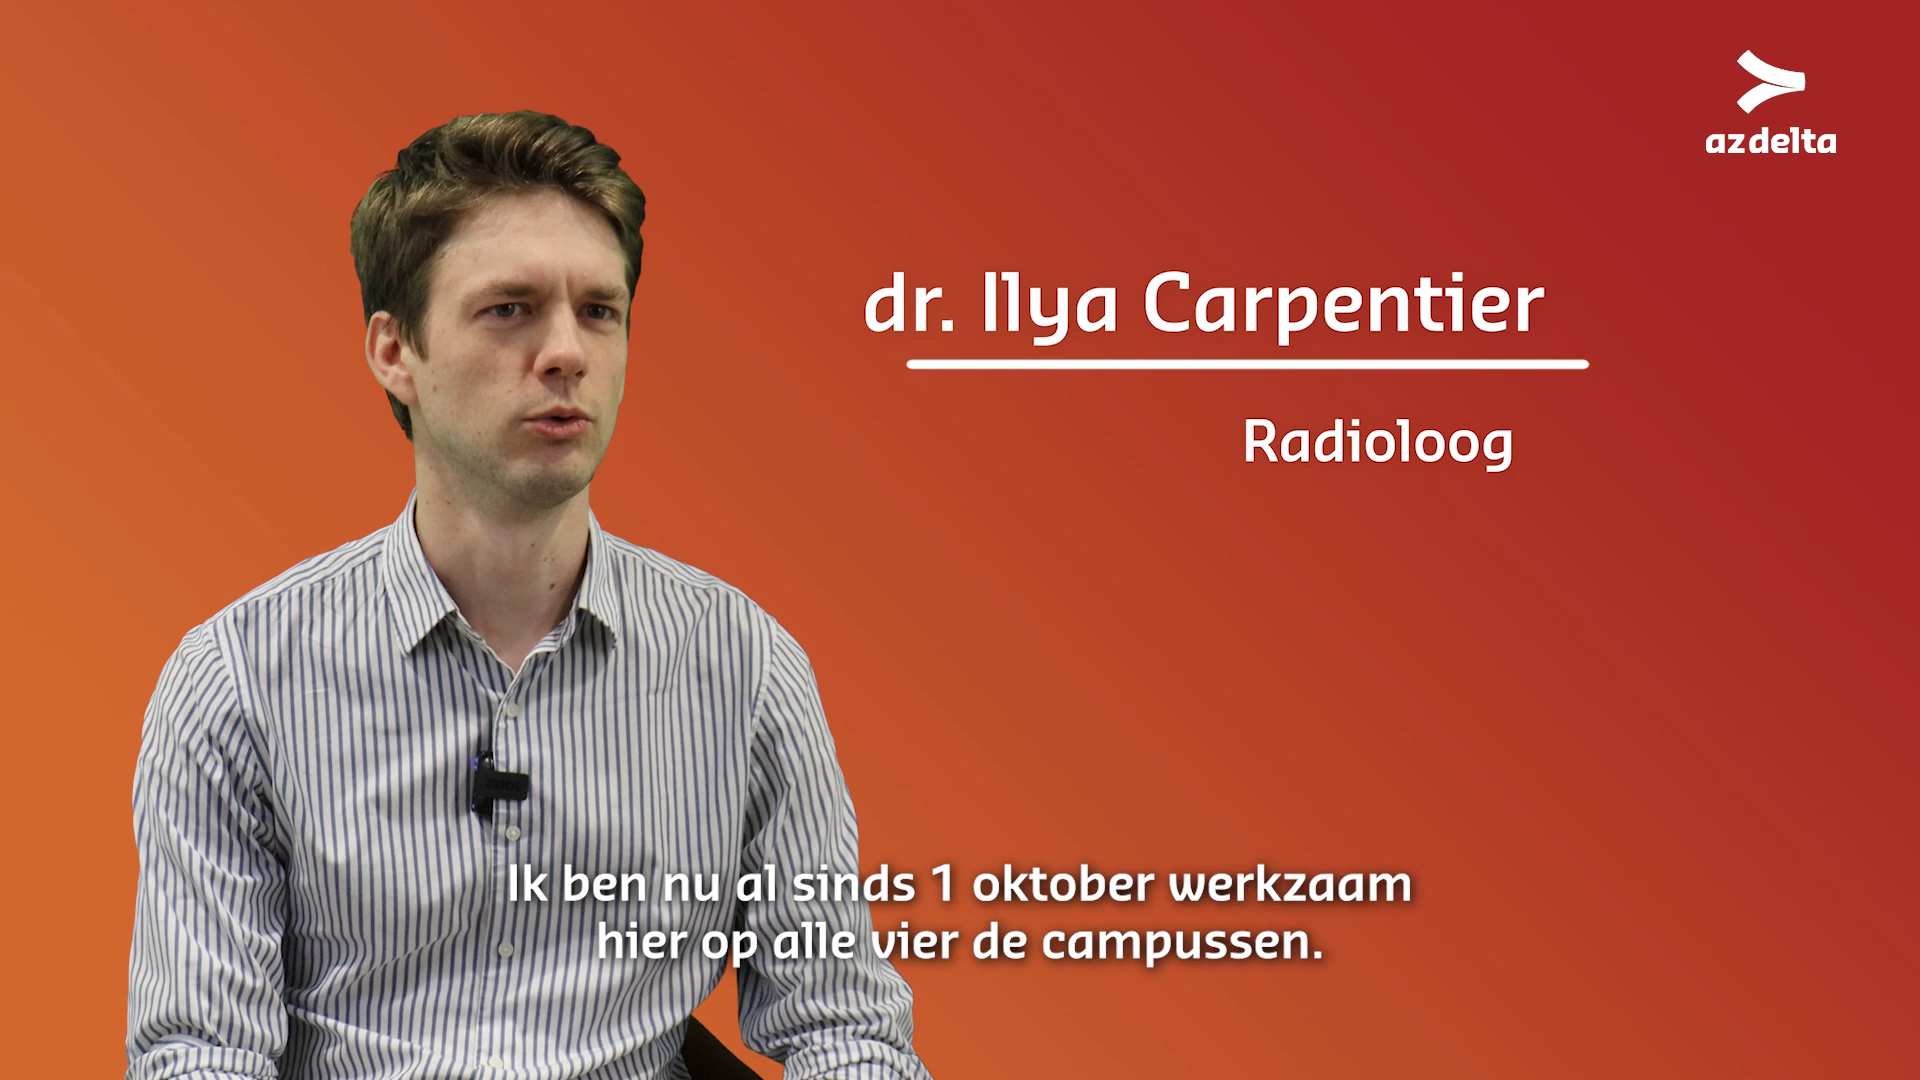 azdelta
dr. Ilya Carpentier
Radioloog
Ik ben nu al sinds 1 oktober werkzaam
hier op alle vier de campussen.